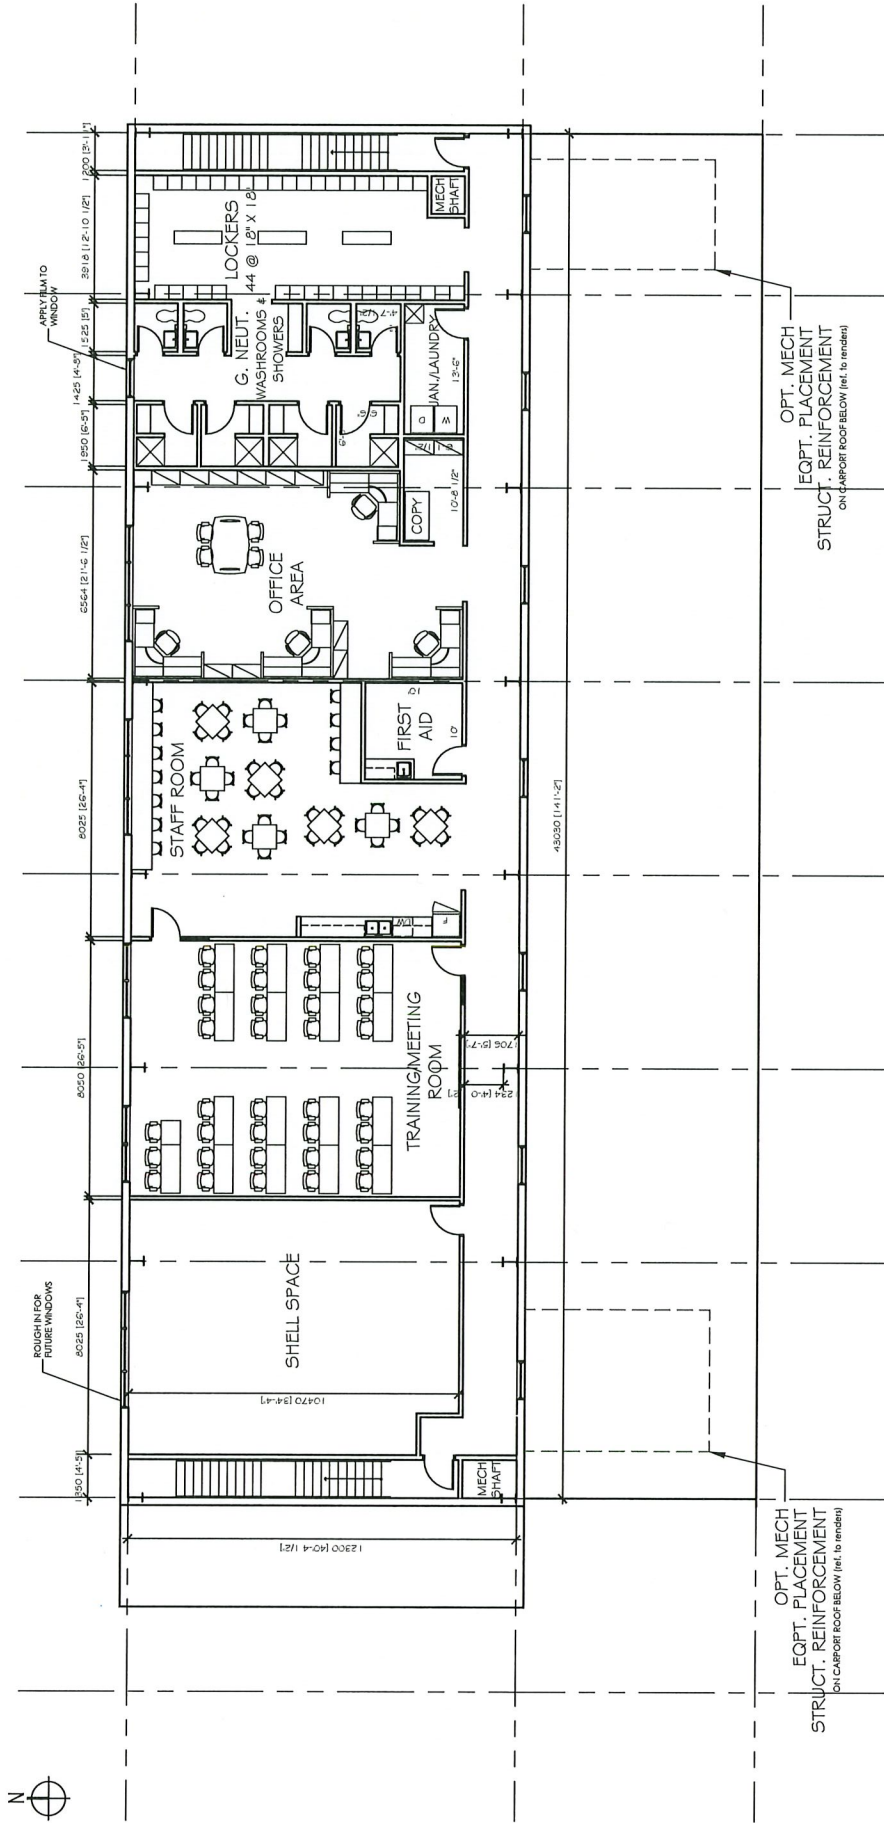 N
ROUGH IN FOR
FUTURE WINDOWS
APPLY FILM TO
WINDOW
1350 [4'-5"]
8025 [26'-4"]
8050 [26'-5"]
8025 [26'-4"]
6564 [21'-6 1/2"]
1950 [6'-5"]
1425 [4'-8"]
1525 [5']
3918 [12'-10 1/2"]
1200 [3'-11"]
SHELL SPACE
10470 [34'-4"]
MECH
SHAFT
12300 [40'-4 1/2"]
TRAINING/MEETING
ROOM
1706 [5'-7"]
STAFF ROOM
DW
F
FIRST
AID
10'
10'
OFFICE
AREA
COPY
10'-8 1/2"
G. NEUT.
WASHROOMS &
SHOWERS
JAN./LAUNDRY
13'-6"
4'-7 1/2"
D
W
LOCKERS
44 @ 18" X 18"
MECH
SHAFT
43030 [141'-2"]
OPT. MECH
EQPT. PLACEMENT
STRUCT. REINFORCEMENT
ON CARPORT ROOF BELOW (ref. to renders)
OPT. MECH
EQPT. PLACEMENT
STRUCT. REINFORCEMENT
ON CARPORT ROOF BELOW (ref. to renders)